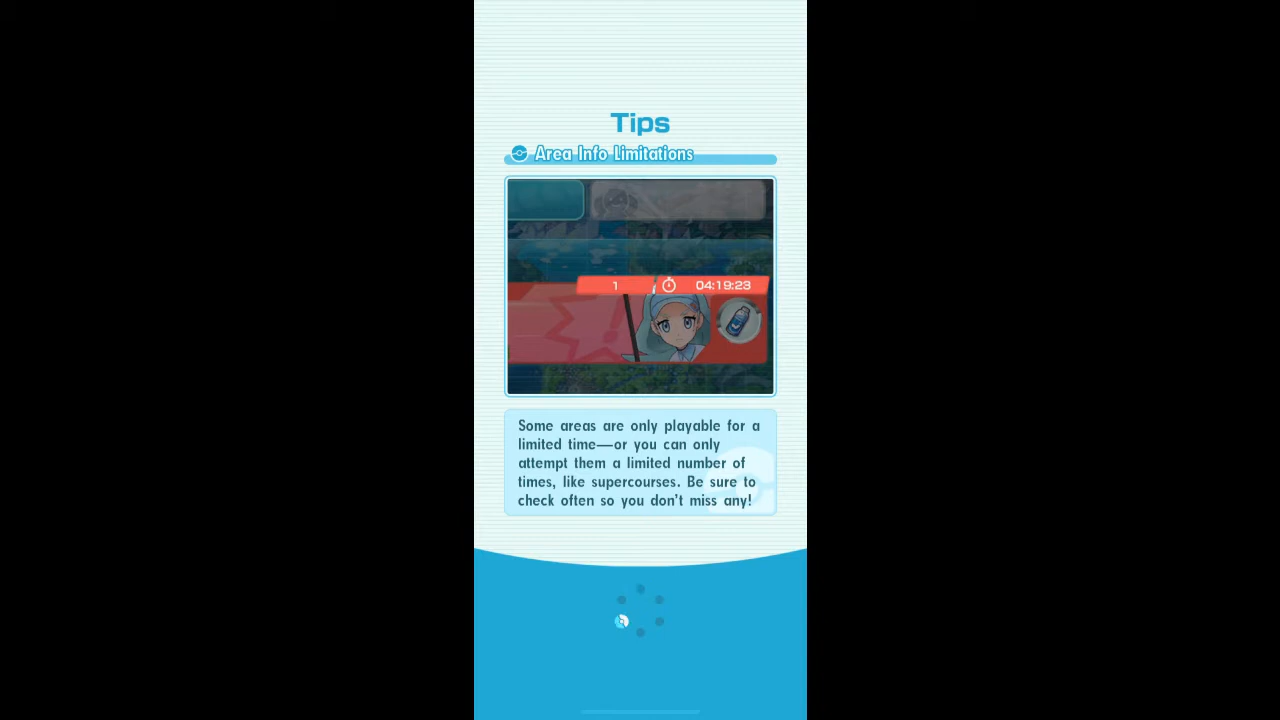 Tips
Area Info Limitations
1
04:19:23
Some areas are only playable for a
limited time—or you can only
attempt them a limited number of
times, like supercourses. Be sure to
check often so you don't miss any!